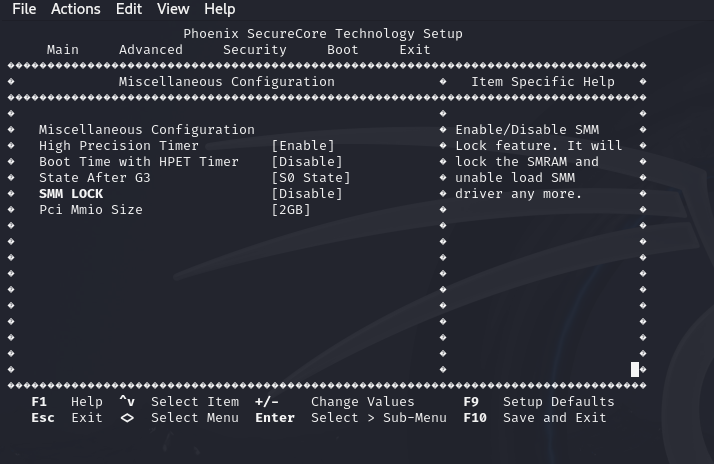 File Actions Edit View Help
Phoenix SecureCore Technology Setup
Main Advanced Security Boot Exit
Miscellaneous Configuration Item Specific Help
Miscellaneous Configuration Enable/Disable SMM
High Precision Timer [Enable] Lock feature. It will
Boot Time with HPET Timer [Disable] lock the SMRAM and
State After G3 [S0 State] unable load SMM
SMM LOCK [Disable] driver any more.
Pci Mmio Size [2GB]
F1 Help ^v Select Item +/- Change Values F9 Setup Defaults
Esc Exit <> Select Menu Enter Select > Sub-Menu F10 Save and Exit